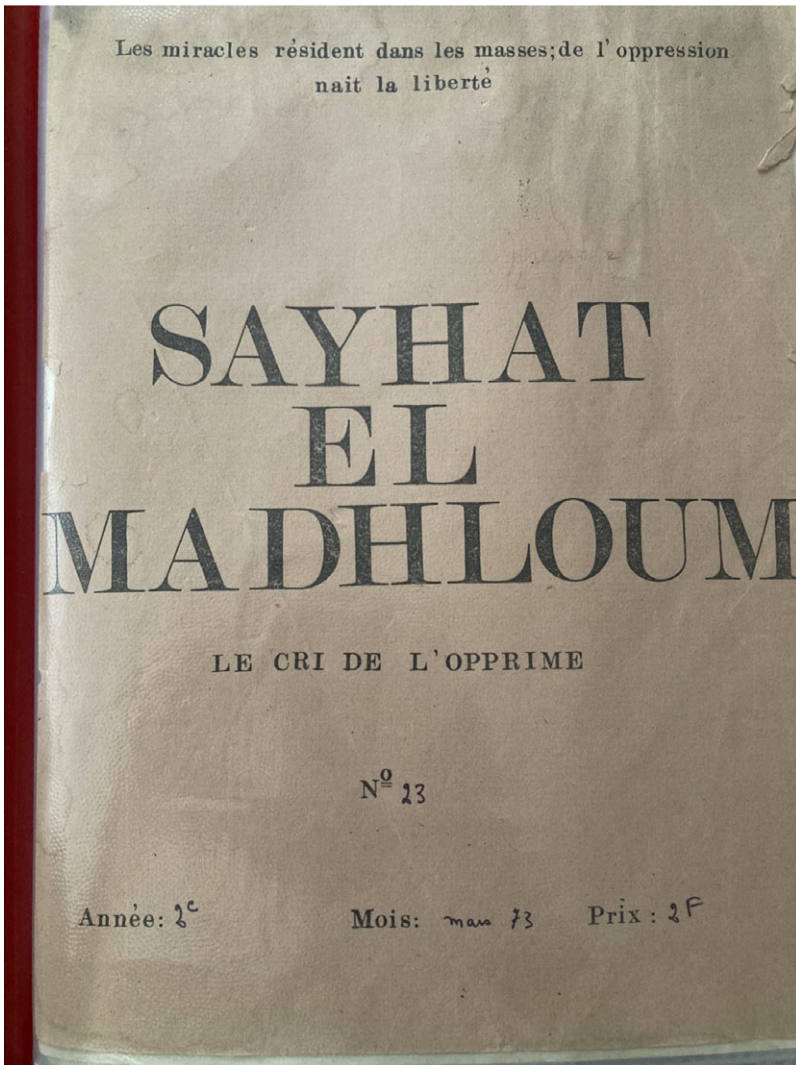 Les miracles résident dans les masses;de l'oppression
nait la liberté
SAYHAT
EL
MADHLOUM
LE CRI DE L'OPPRIME
Nº 23
Année: 2e Mois: mars 73 Prix : 2F